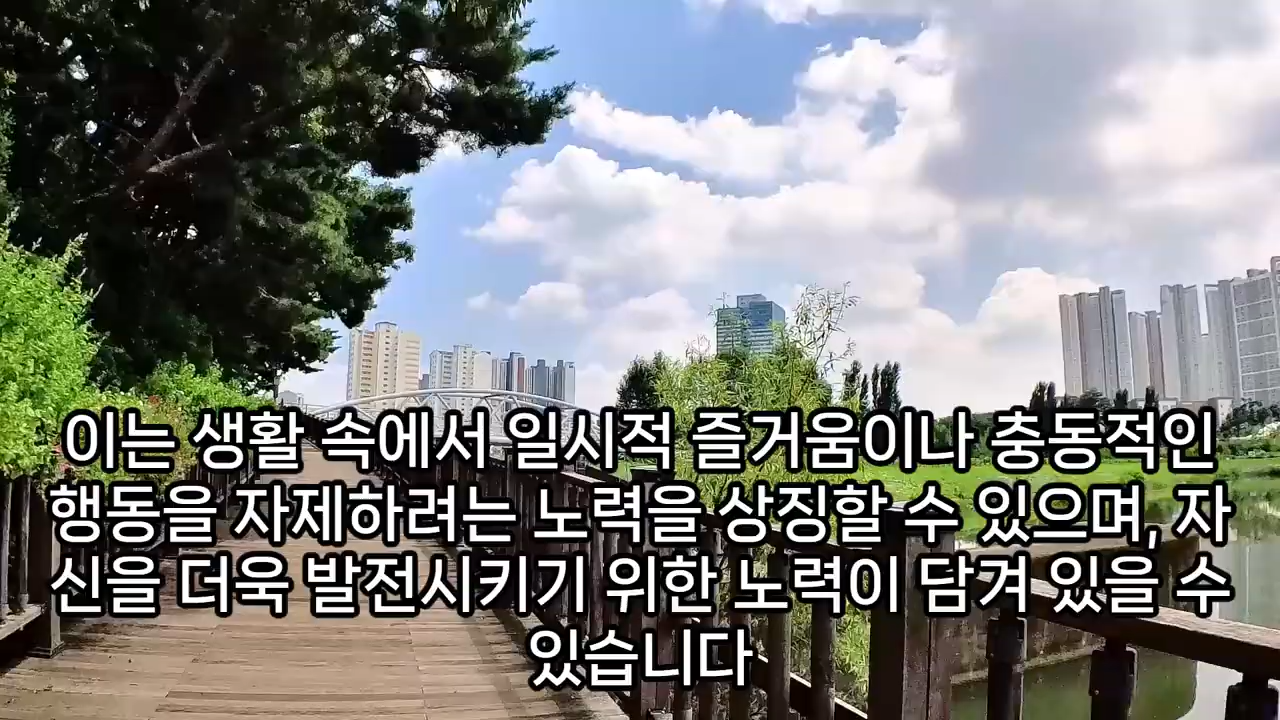 이는 생활 속에서 일시적 즐거움이나 충동적인
행동을 자제하려는 노력을 상징할 수 있으며, 자
신을 더욱 발전시키기 위한 노력이 담겨 있을 수
있습니다